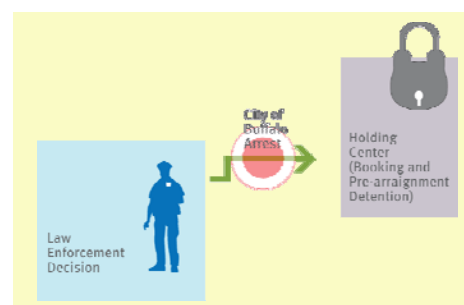 City of
Buffalo
Arrest
Holding
Center
(Booking and
Pre-arraignment
Detention)
Law
Enforcement
Decision